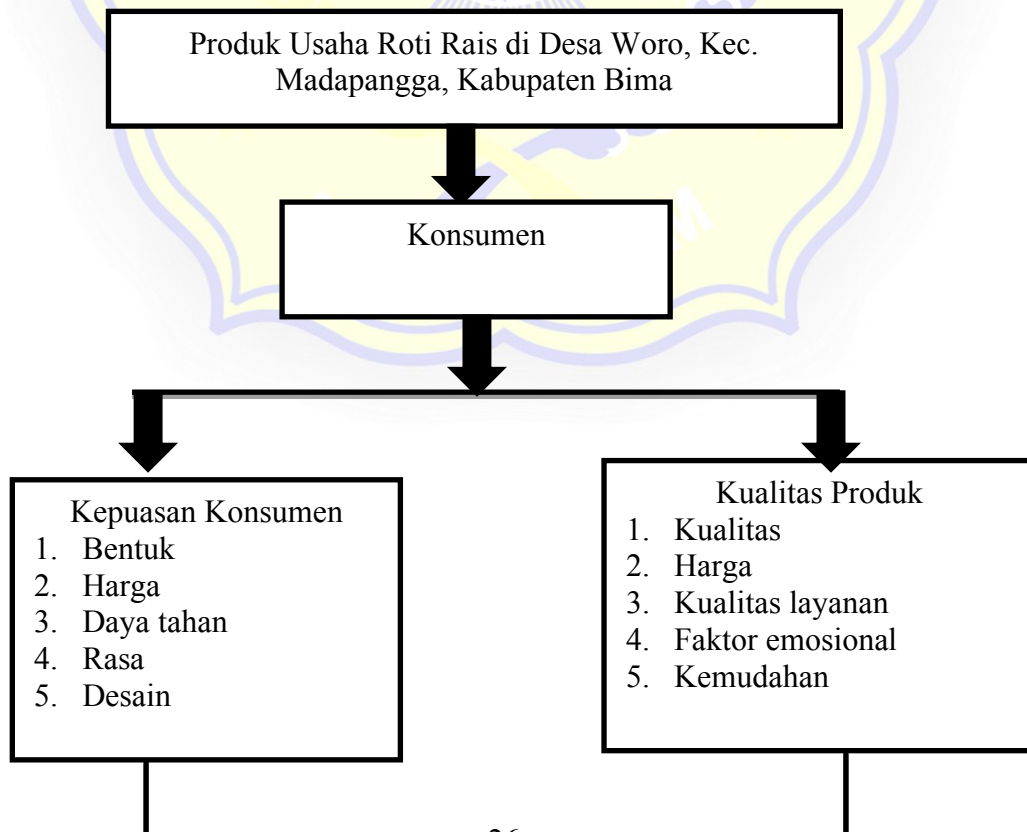 Produk Usaha Roti Rais di Desa Woro, Kec.
Madapangga, Kabupaten Bima
Konsumen
Kepuasan Konsumen
1. Bentuk
2. Harga
3. Daya tahan
4. Rasa
5. Desain
Kualitas Produk
1. Kualitas
2. Harga
3. Kualitas layanan
4. Faktor emosional
5. Kemudahan